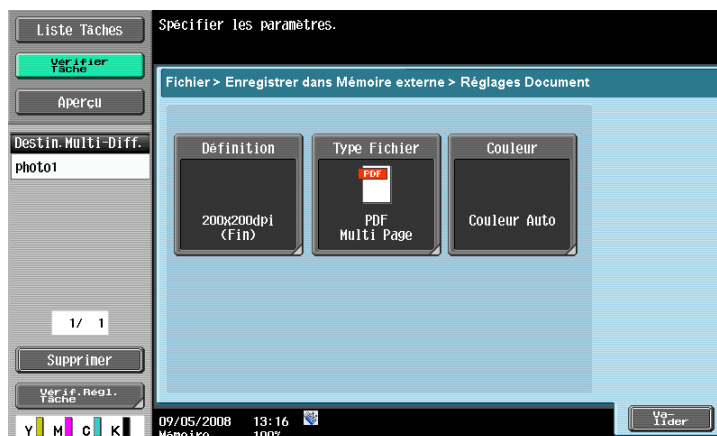 Liste Tâches
Spécifier les paramètres.
Vérifier
Tâche
Fichier > Enregistrer dans Mémoire externe > Réglages Document
Aperçu
Destin.Multi-Diff.
photo1
Définition
200x200dpi
(Fin)
Type Fichier
PDF
PDF
Multi Page
Couleur
Couleur Auto
1/ 1
Supprimer
Vérif.Régl.
Tâche
Va-
lider
Y M C K
09/05/2008 13:16
Mémoire 100%